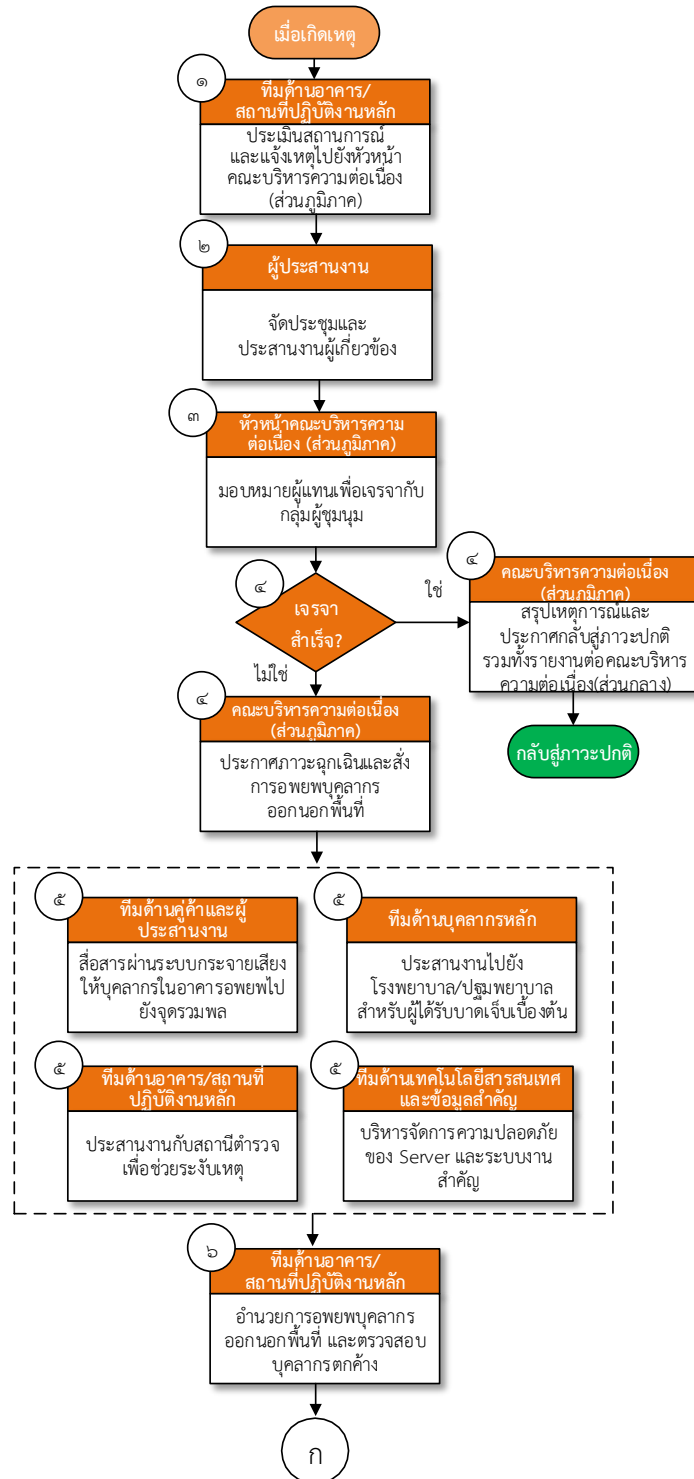 เมื่อเกิดเหตุ
๑
ทีมด้านอาคาร/
สถานที่ปฏิบัติงานหลัก
ประเมินสถานการณ์
และแจ้งเหตุไปยังหัวหน้า
คณะบริหารความต่อเนื่อง
(ส่วนภูมิภาค)
๒
ผู้ประสานงาน
จัดประชุมและ
ประสานงานผู้เกี่ยวข้อง
๓
หัวหน้าคณะบริหารความ
ต่อเนื่อง (ส่วนภูมิภาค)
มอบหมายผู้แทนเพื่อเจรจากับ
กลุ่มผู้ชุมนุม
๔
เจรจา
สำเร็จ?
ใช่
๔
คณะบริหารความต่อเนื่อง
(ส่วนภูมิภาค)
สรุปเหตุการณ์และ
ประกาศกลับสู่ภาวะปกติ
รวมทั้งรายงานต่อคณะบริหาร
ความต่อเนื่อง(ส่วนกลาง)
กลับสู่ภาวะปกติ
ไม่ใช่
๔
คณะบริหารความต่อเนื่อง
(ส่วนภูมิภาค)
ประกาศภาวะฉุกเฉินและสั่ง
การอพยพบุคลากร
ออกนอกพื้นที่
๕
ทีมด้านคู่ค้าและผู้
ประสานงาน
สื่อสารผ่านระบบกระจายเสียง
ให้บุคลากรในอาคารอพยพไป
ยังจุดรวมพล
๕
ทีมด้านบุคลากรหลัก
ประสานงานไปยัง
โรงพยาบาล/ปฐมพยาบาล
สำหรับผู้ได้รับบาดเจ็บเบื้องต้น
๕
ทีมด้านอาคาร/สถานที่
ปฏิบัติงานหลัก
ประสานงานกับสถานีตำรวจ
เพื่อช่วยระงับเหตุ
๕
ทีมด้านเทคโนโลยีสารสนเทศ
และข้อมูลสำคัญ
บริหารจัดการความปลอดภัย
ของ Server และระบบงาน
สำคัญ
๖
ทีมด้านอาคาร/
สถานที่ปฏิบัติงานหลัก
อำนวยการอพยพบุคลากร
ออกนอกพื้นที่ และตรวจสอบ
บุคลากรตกค้าง
ก